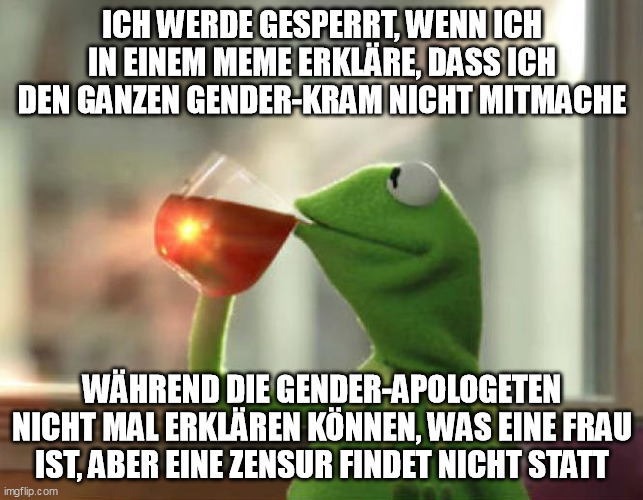 ICH WERDE GESPERRT, WENN ICH
IN EINEM MEME ERKLÄRE, DASS ICH
DEN GANZEN GENDER-KRAM NICHT MITMACHE
WÄHREND DIE GENDER-APOLOGETEN
NICHT MAL ERKLÄREN KÖNNEN, WAS EINE FRAU
IST, ABER EINE ZENSUR FINDET NICHT STATT
imgflip.com